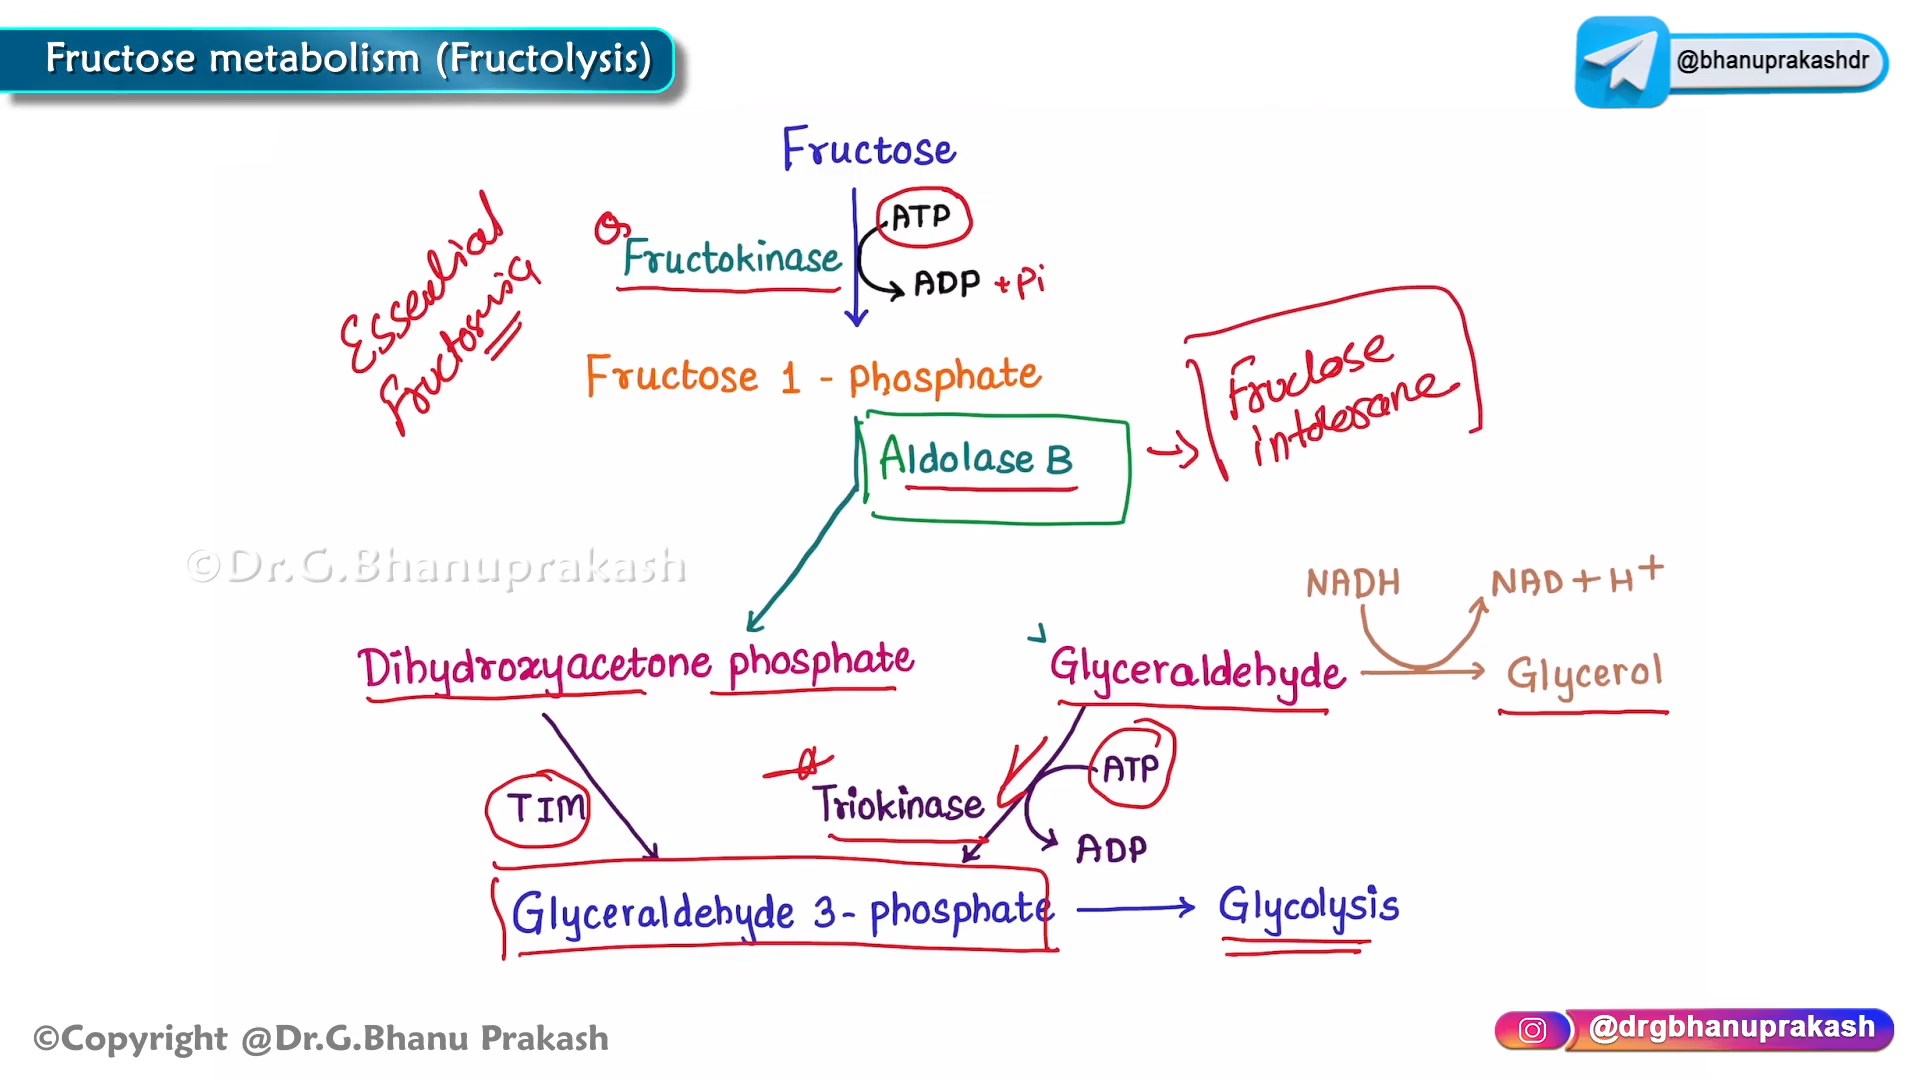 Fructose metabolism (Fructolysis)
@bhanuprakashdr
Fructose
ATP
Fructokinase
ADP + Pi
Essential
Fructosuria
Fructose 1 - phosphate
Aldolase B
Fructose
intolerane
©Dr.G.Bhanuprakash
NADH
NAD + H+
Dihydroxyacetone phosphate
Glyceraldehyde
Glycerol
TIM
Triokinase
ATP
ADP
Glyceraldehyde 3 - phosphate
Glycolysis
©Copyright @Dr.G.Bhanu Prakash
@drgbhanuprakash